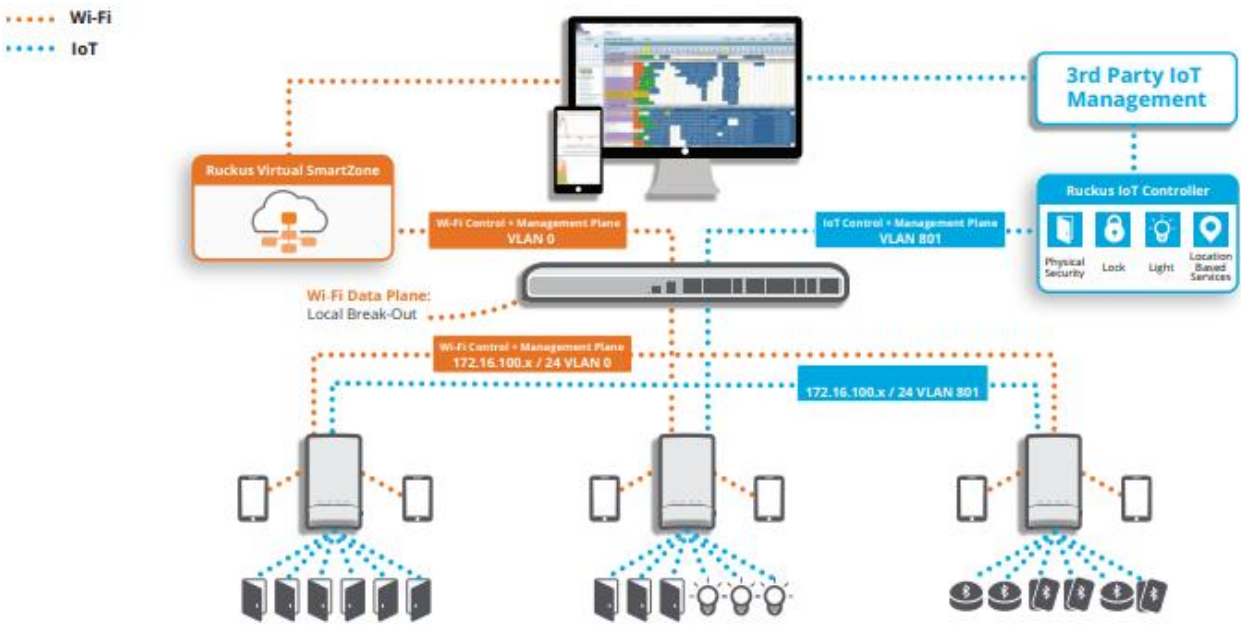 Wi-Fi
IoT
3rd Party IoT
Management
Ruckus Virtual SmartZone
Ruckus IoT Controller
Physical
Security
Lock
Light
Location
Based
Services
Wi-Fi Control + Management Plane
VLAN 0
IoT Control + Management Plane
VLAN 801
Wi-Fi Data Plane:
Local Break-Out
Wi-Fi Control + Management Plane
172.16.100.x / 24 VLAN 0
172.16.100.x / 24 VLAN 801